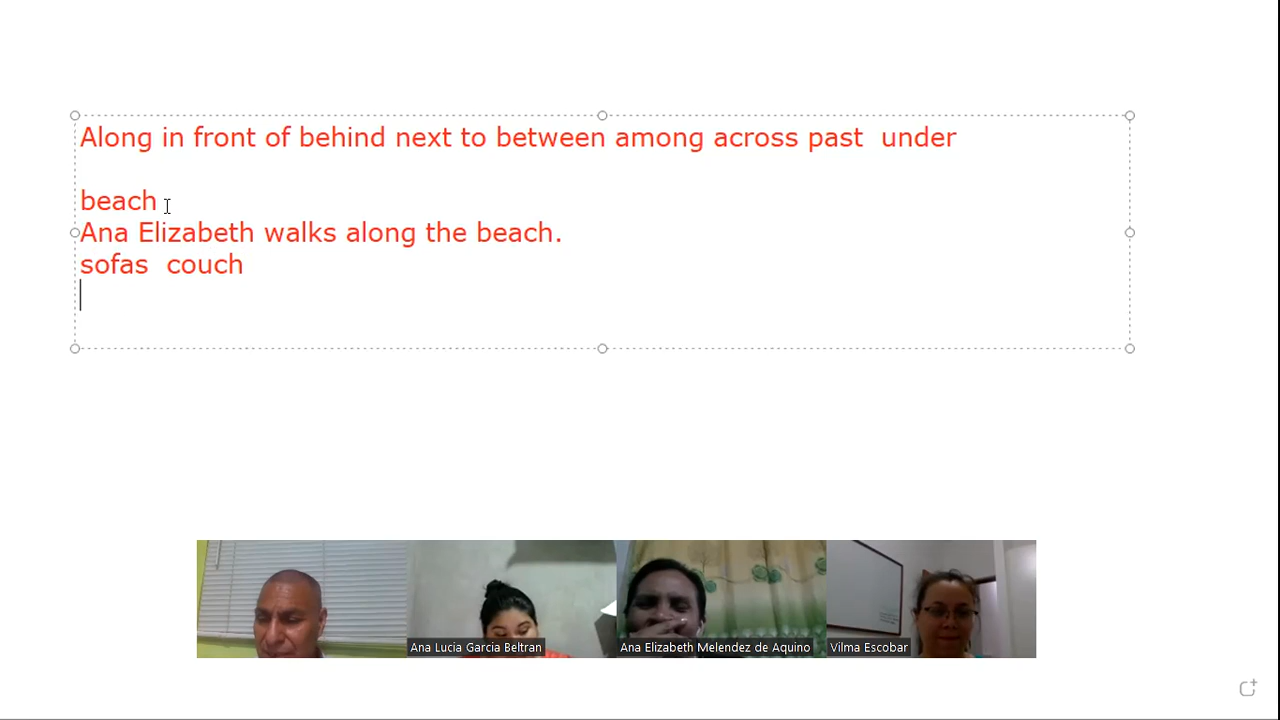 Along in front of behind next to between among across past  under
beach
Ana Elizabeth walks along the beach.
sofas  couch
Ana Lucia Garcia Beltran
Ana Elizabeth Melendez de Aquino
Vilma Escobar